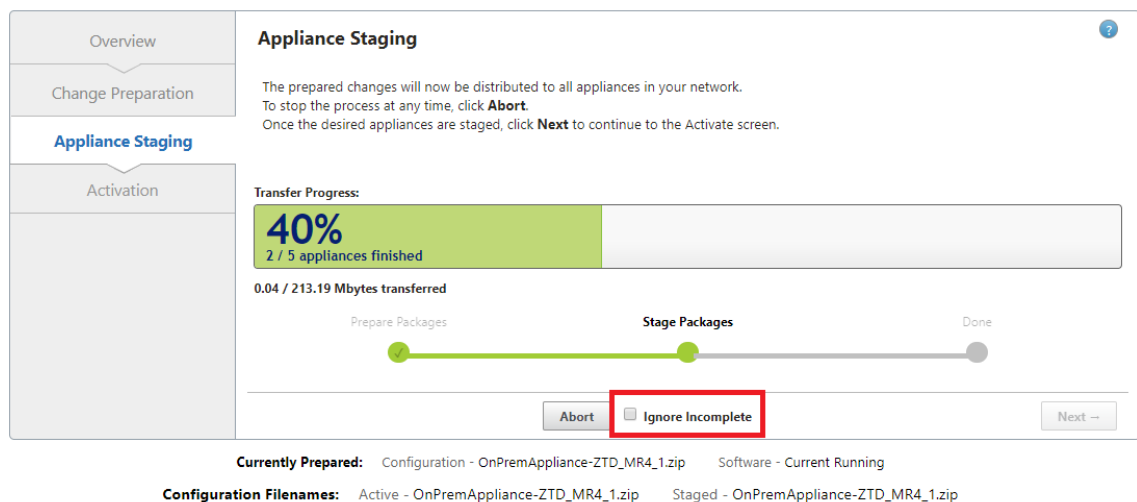 Overview
Change Preparation
Appliance Staging
Activation
Appliance Staging
?
The prepared changes will now be distributed to all appliances in your network.
To stop the process at any time, click Abort.
Once the desired appliances are staged, click Next to continue to the Activate screen.
Transfer Progress:
40%
2 / 5 appliances finished
0.04 / 213.19 Mbytes transferred
Prepare Packages Stage Packages Done
Abort Ignore Incomplete Next →
Currently Prepared: Configuration - OnPremAppliance-ZTD_MR4_1.zip Software - Current Running
Configuration Filenames: Active - OnPremAppliance-ZTD_MR4_1.zip Staged - OnPremAppliance-ZTD_MR4_1.zip